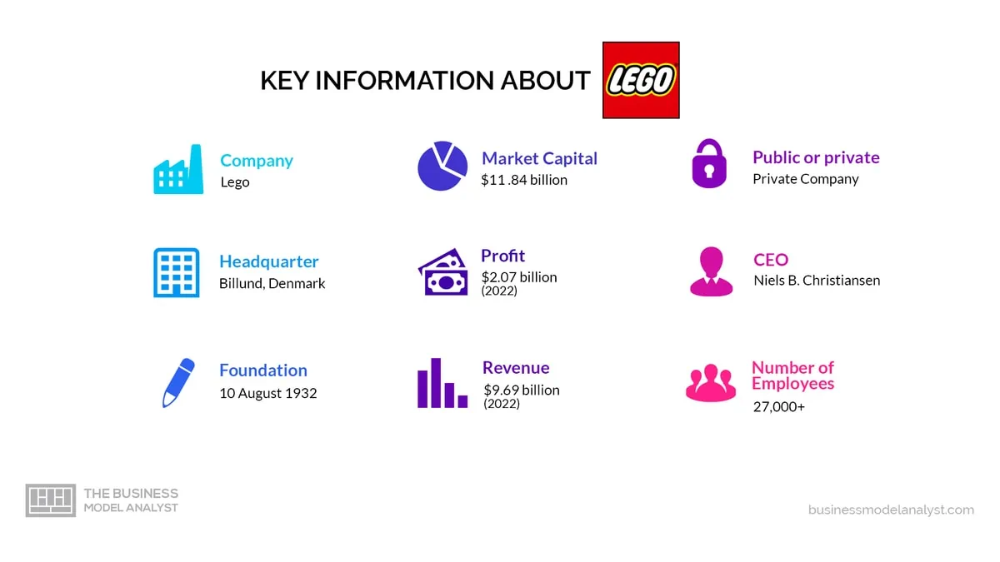 KEY INFORMATION ABOUT
LEGO
Company
Lego
Market Capital
$11.84 billion
Public or private
Private Company
Headquarter
Billund, Denmark
Profit
$2.07 billion
(2022)
CEO
Niels B. Christiansen
Foundation
10 August 1932
Revenue
$9.69 billion
(2022)
Number of
Employees
27,000+
THE BUSINESS
MODEL ANALYST
businessmodelanalyst.com